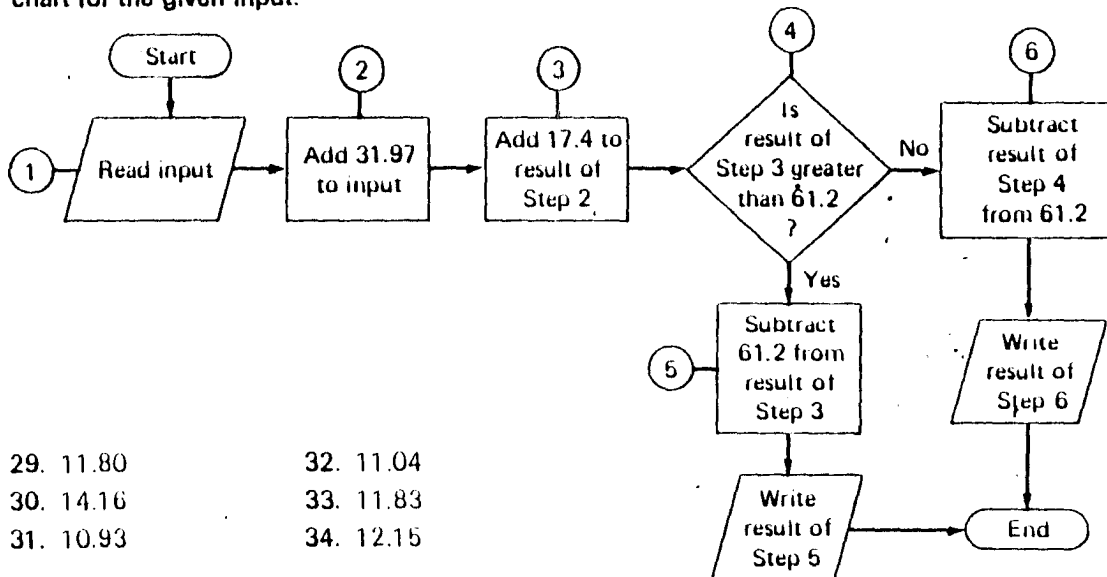 chart for the given input.
Start
1
Read input
2
Add 31.97
to input
3
Add 17.4 to
result of
Step 2
4
Is
result of
Step 3 greater
than 61.2
?
No
6
Subtract
result of
Step 4
from 61.2
Yes
5
Subtract
61.2 from
result of
Step 3
Write
result of
Step 6
Write
result of
Step 5
End
29. 11.80
30. 14.16
31. 10.93
32. 11.04
33. 11.83
34. 12.15